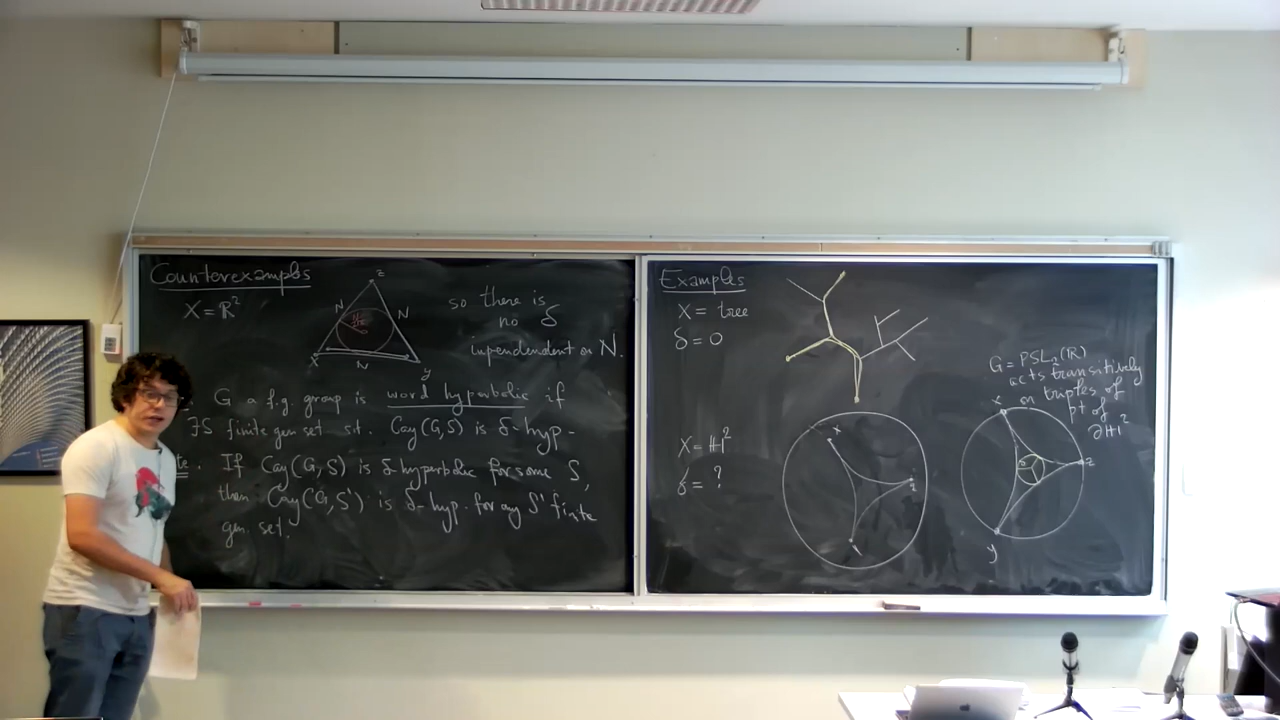 Counterexamples
X = ℝ²
z
N
N
x
N
y
so there is
no δ
inpendendent on N.
G a f.g. group is word hyperbolic if
∃S finite gen set s.t. Cay(G,S) is δ-hyp.
If Cay(G,S) is δ hyperbolic for some S,
then Cay(G,S') is δ-hyp. for any S' finite
gen set.
Examples
X = tree
δ = 0
X = ℍ²
δ = ?
x
z
y
G = PSL₂(ℝ)
acts transitively
on triples of
pt of
∂ℍ²
x
z
y